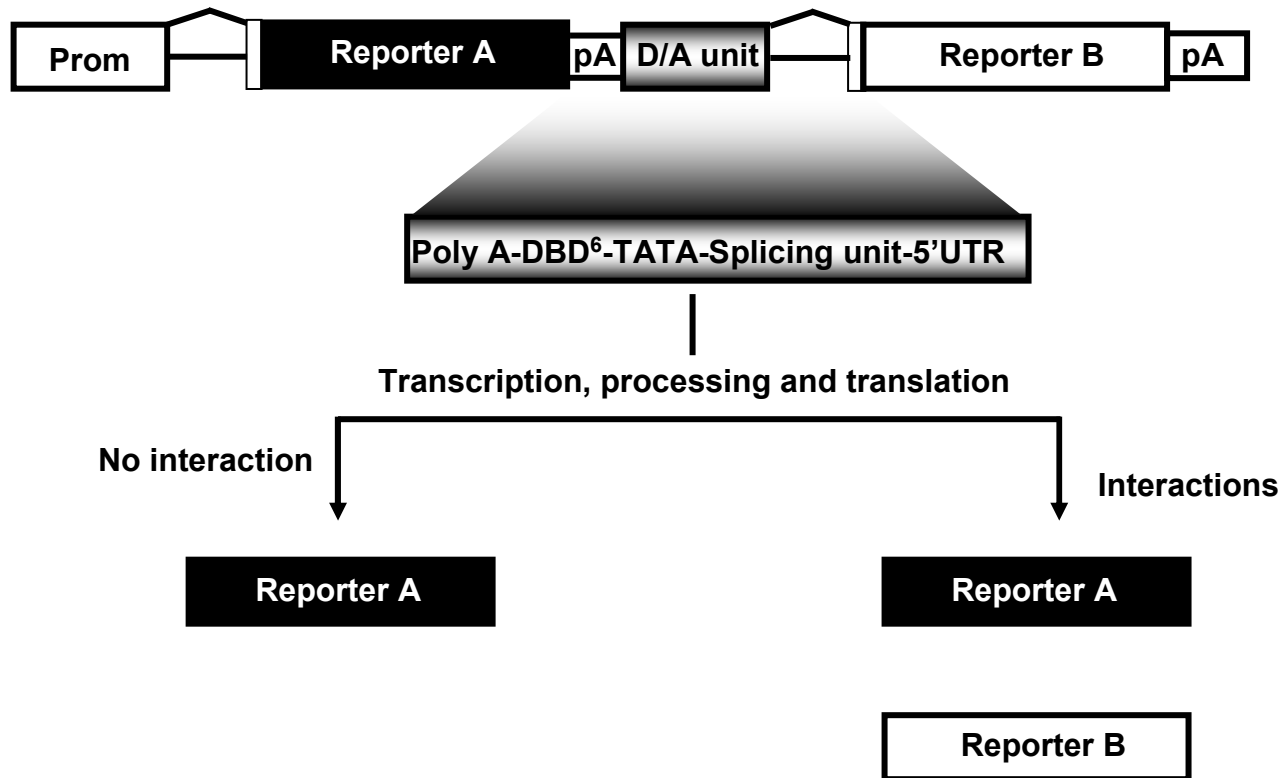 Prom
Reporter A
pA
D/A unit
Reporter B
pA
Poly A-DBD⁶-TATA-Splicing unit-5'UTR
Transcription, processing and translation
No interaction
Interactions
Reporter A
Reporter A
Reporter B